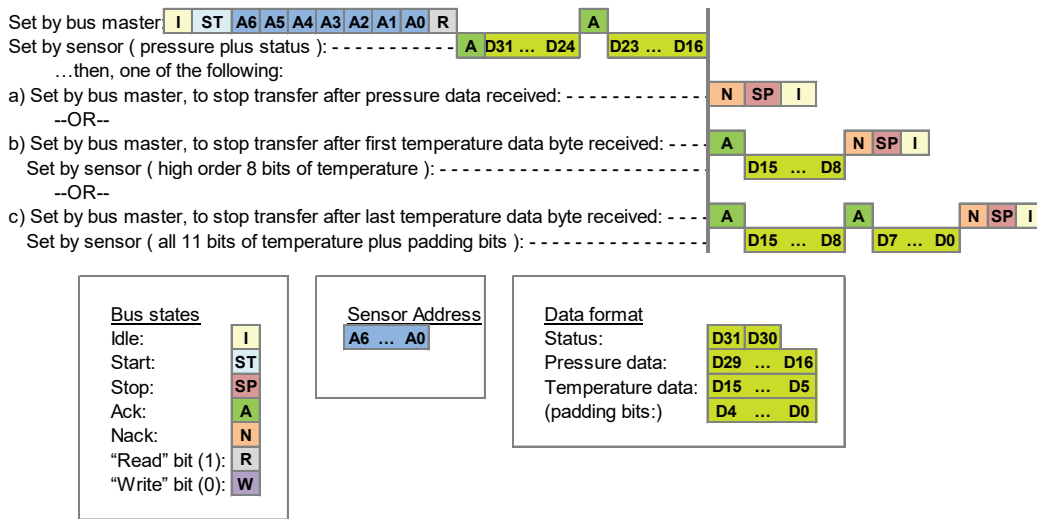 Set by bus master: I ST A6 A5 A4 A3 A2 A1 A0 R A
Set by sensor ( pressure plus status ): - - - - - - - - - - - A D31 … D24 D23 … D16
…then, one of the following:
a) Set by bus master, to stop transfer after pressure data received: - - - - - - - - - - - - - N SP I
--OR--
b) Set by bus master, to stop transfer after first temperature data byte received: - - - - A N SP I
Set by sensor ( high order 8 bits of temperature ): - - - - - - - - - - - - - - - - - - - - - - - - - D15 … D8
--OR--
c) Set by bus master, to stop transfer after last temperature data byte received: - - - - A A N SP I
Set by sensor ( all 11 bits of temperature plus padding bits ): - - - - - - - - - - - - - - - - - D15 … D8 D7 … D0
Bus states
Idle: I
Start: ST
Stop: SP
Ack: A
Nack: N
“Read” bit (1): R
“Write” bit (0): W
Sensor Address
A6 … A0
Data format
Status: D31 D30
Pressure data: D29 … D16
Temperature data: D15 … D5
(padding bits:) D4 … D0